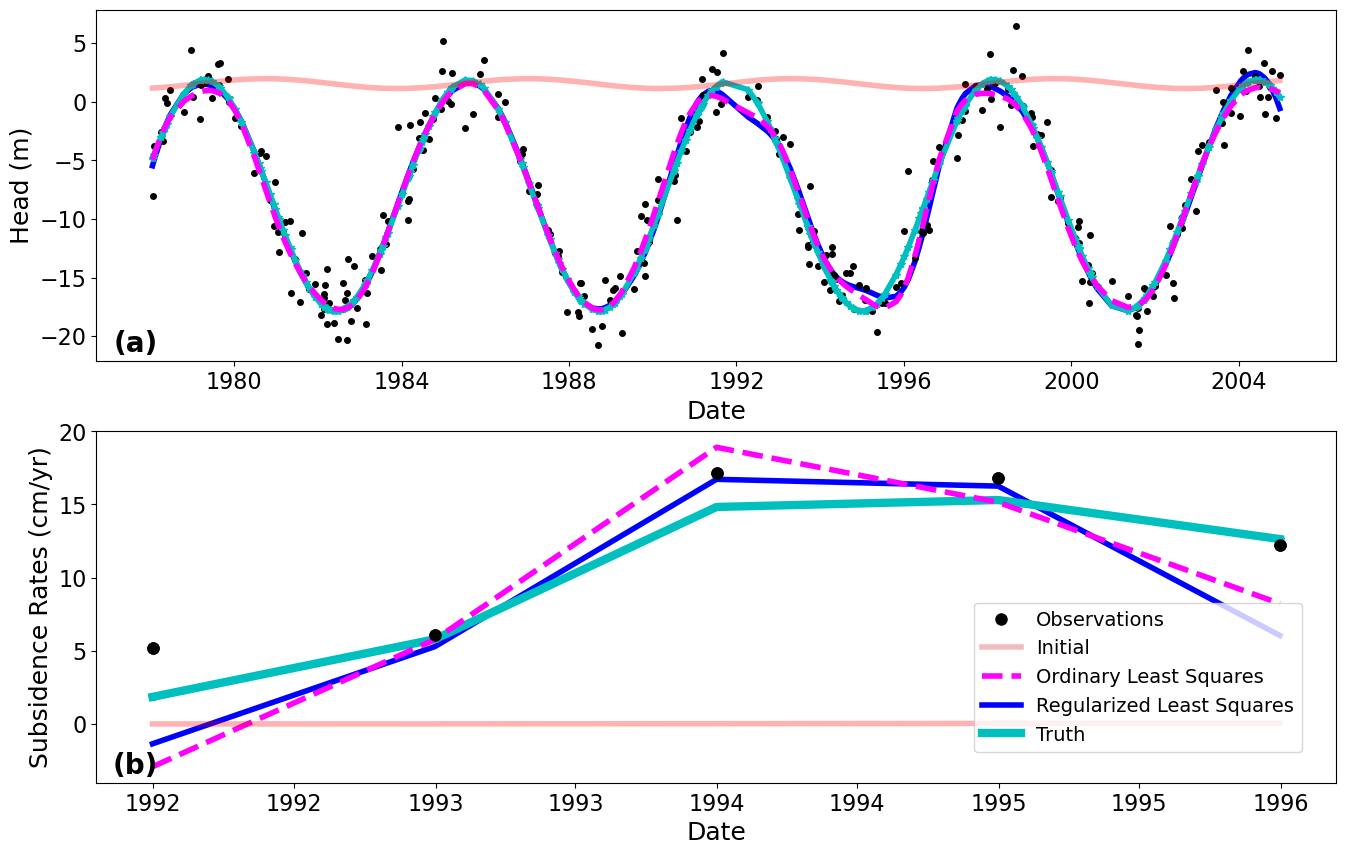 5
0
−5
−10
−15
−20
Head (m)
(a)
1980 1984 1988 1992 1996 2000 2004
Date
20
15
10
5
0
Subsidence Rates (cm/yr)
Observations
Initial
Ordinary Least Squares
Regularized Least Squares
Truth
(b)
1992 1992 1993 1993 1994 1994 1995 1995 1996
Date